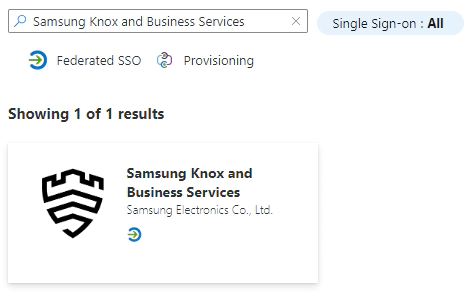 Samsung Knox and Business Services
Single Sign-on : All
Federated SSO
Provisioning
Showing 1 of 1 results
Samsung Knox and
Business Services
Samsung Electronics Co., Ltd.